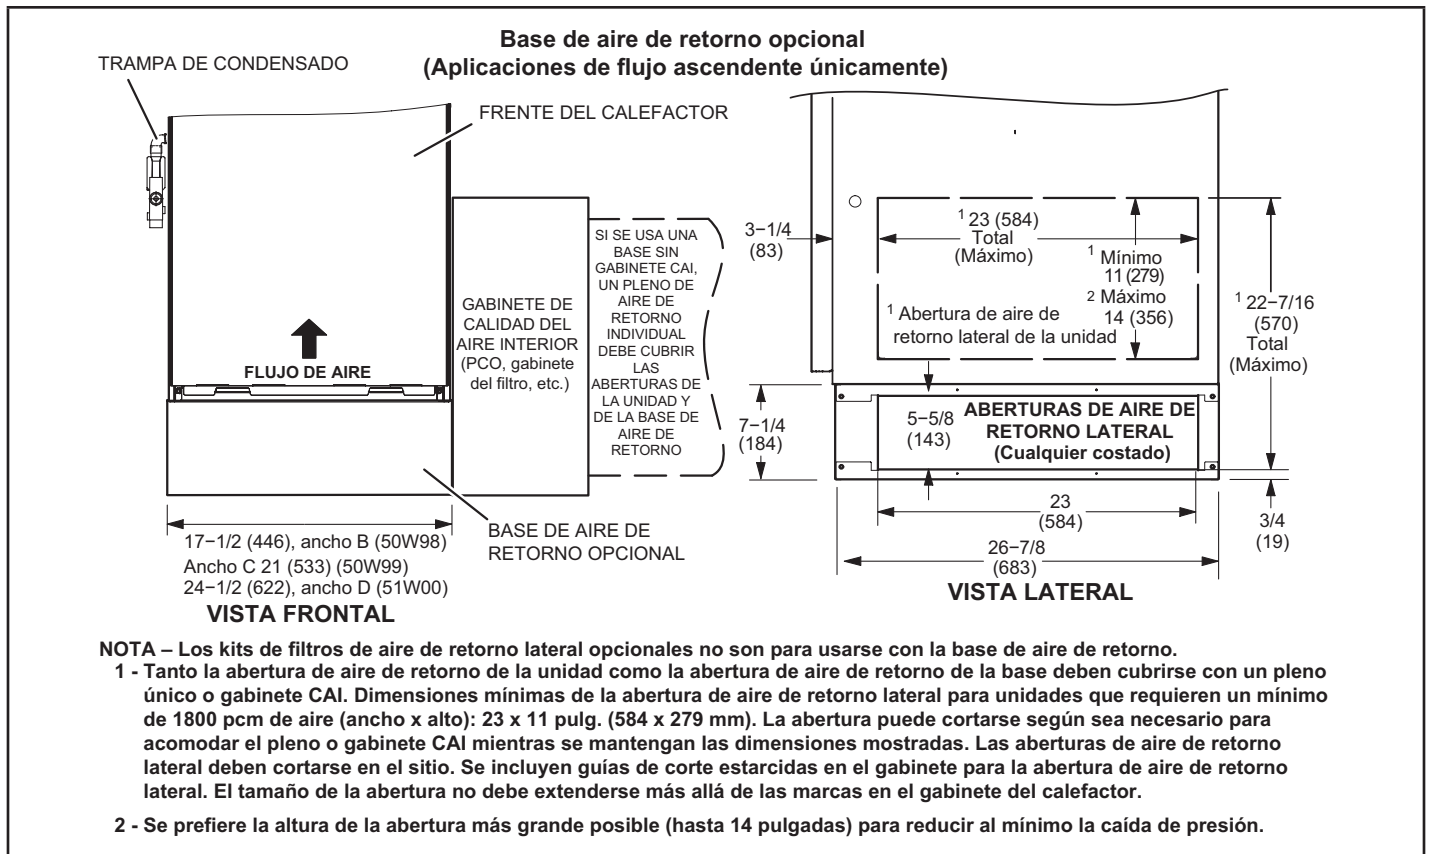 Base de aire de retorno opcional
(Aplicaciones de flujo ascendente únicamente)
TRAMPA DE CONDENSADO
FRENTE DEL CALEFACTOR
FLUJO DE AIRE
GABINETE DE
CALIDAD DEL
AIRE INTERIOR
(PCO, gabinete
del filtro, etc.)
SI SE USA UNA
BASE SIN
GABINETE CAI,
UN PLENO DE
AIRE DE
RETORNO
INDIVIDUAL
DEBE CUBRIR
LAS
ABERTURAS DE
LA UNIDAD Y
DE LA BASE DE
AIRE DE
RETORNO
BASE DE AIRE DE
RETORNO OPCIONAL
17−1/2 (446), ancho B (50W98)
Ancho C 21 (533) (50W99)
24−1/2 (622), ancho D (51W00)
VISTA FRONTAL
3−1/4
(83)
1 23 (584)
Total
(Máximo)
1 Mínimo
11 (279)
2 Máximo
14 (356)
1 Abertura de aire de
retorno lateral de la unidad
1 22−7/16
(570)
Total
(Máximo)
7−1/4
(184)
5−5/8
(143)
ABERTURAS DE AIRE DE
RETORNO LATERAL
(Cualquier costado)
23
(584)
3/4
(19)
26−7/8
(683)
VISTA LATERAL
NOTA – Los kits de filtros de aire de retorno lateral opcionales no son para usarse con la base de aire de retorno.
1 - Tanto la abertura de aire de retorno de la unidad como la abertura de aire de retorno de la base deben cubrirse con un pleno
único o gabinete CAI. Dimensiones mínimas de la abertura de aire de retorno lateral para unidades que requieren un mínimo
de 1800 pcm de aire (ancho x alto): 23 x 11 pulg. (584 x 279 mm). La abertura puede cortarse según sea necesario para
acomodar el pleno o gabinete CAI mientras se mantengan las dimensiones mostradas. Las aberturas de aire de retorno
lateral deben cortarse en el sitio. Se incluyen guías de corte estarcidas en el gabinete para la abertura de aire de retorno
lateral. El tamaño de la abertura no debe extenderse más allá de las marcas en el gabinete del calefactor.
2 - Se prefiere la altura de la abertura más grande posible (hasta 14 pulgadas) para reducir al mínimo la caída de presión.